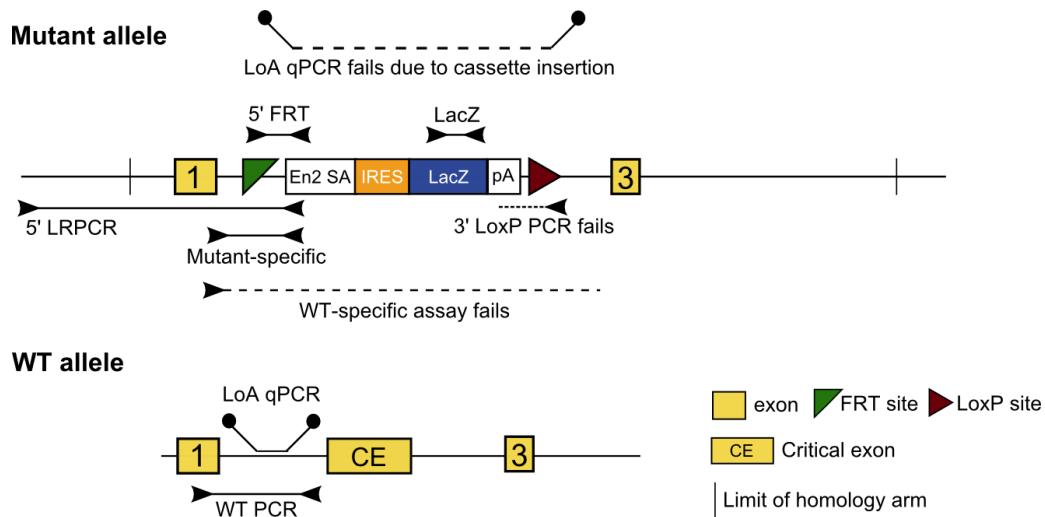 Mutant allele
LoA qPCR fails due to cassette insertion
5' FRT
LacZ
1
En2 SA
IRES
LacZ
pA
3
5' LRPCR
3' LoxP PCR fails
Mutant-specific
WT-specific assay fails
WT allele
LoA qPCR
1
CE
3
WT PCR
exon
FRT site
LoxP site
CE
Critical exon
Limit of homology arm